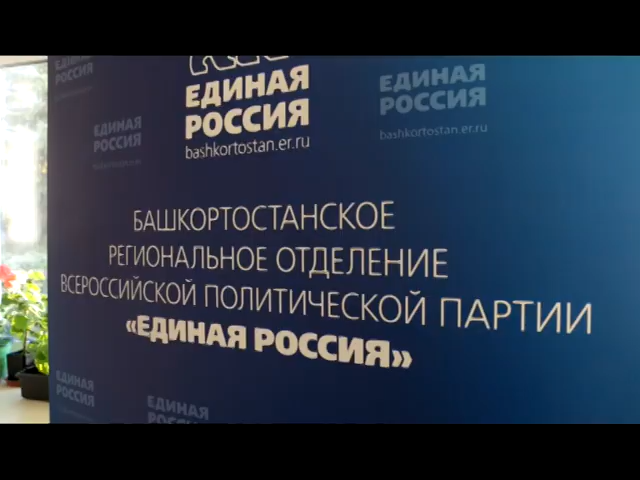 ЕДИНАЯ
РОССИЯ
ЕДИНАЯ
РОССИЯ
bashkortostan.er.ru
ЕДИНАЯ
РОССИЯ
bashkortostan.er.ru
ЕДИНАЯ
РОССИЯ
БАШКОРТОСТАНСКОЕ
РЕГИОНАЛЬНОЕ ОТДЕЛЕНИЕ
ВСЕРОССИЙСКОЙ ПОЛИТИЧЕСКОЙ ПАРТИИ
«ЕДИНАЯ РОССИЯ»
ЕДИНАЯ
РОССИЯ
ЕДИНАЯ
РОССИЯ